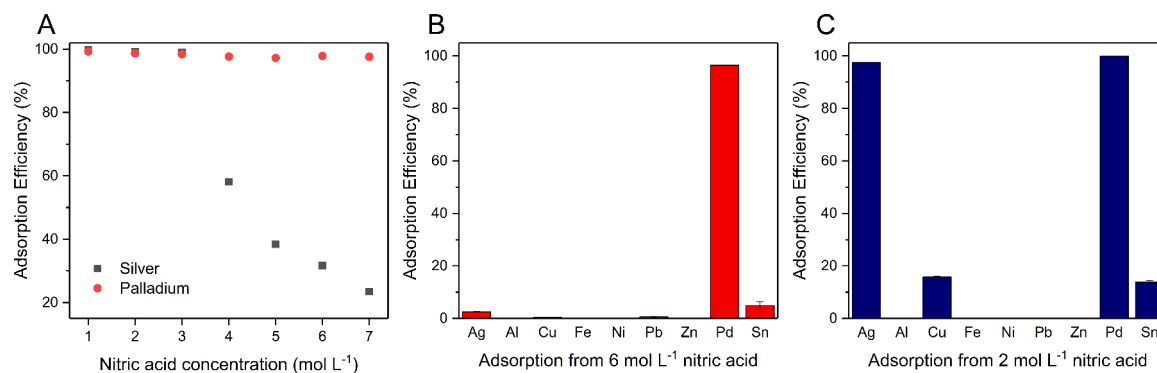 A
Adsorption Efficiency (%)
100
80
60
40
20
Silver
Palladium
1 2 3 4 5 6 7
Nitric acid concentration (mol L⁻¹)
B
Adsorption Efficiency (%)
100
80
60
40
20
0
Ag Al Cu Fe Ni Pb Zn Pd Sn
Adsorption from 6 mol L⁻¹ nitric acid
C
Adsorption Efficiency (%)
100
80
60
40
20
0
Ag Al Cu Fe Ni Pb Zn Pd Sn
Adsorption from 2 mol L⁻¹ nitric acid